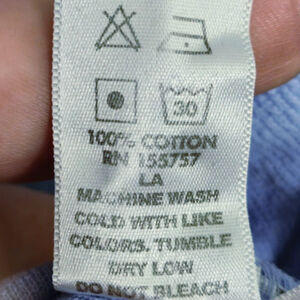 30
100% COTTON
RN 155757
LA
MACHINE WASH
COLD WITH LIKE
COLORS. TUMBLE
DRY LOW
DO NOT BLEACH